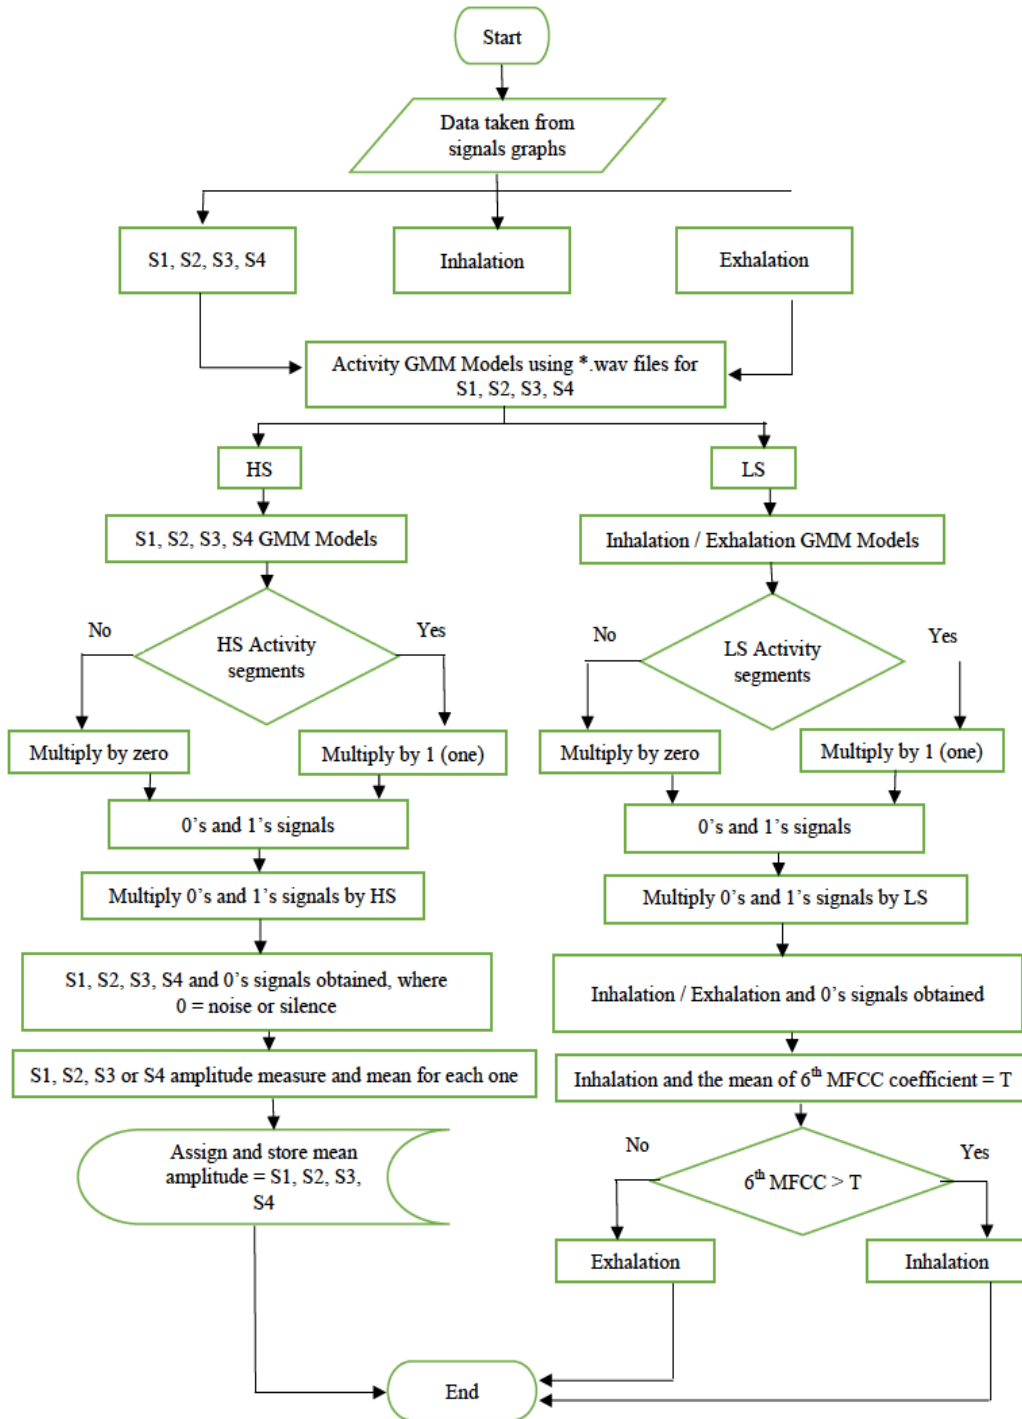 Start
Data taken from
signals graphs
S1, S2, S3, S4
Inhalation
Exhalation
Activity GMM Models using *.wav files for
S1, S2, S3, S4
HS
LS
S1, S2, S3, S4 GMM Models
Inhalation / Exhalation GMM Models
No
HS Activity
segments
Yes
No
LS Activity
segments
Yes
Multiply by zero
Multiply by 1 (one)
Multiply by zero
Multiply by 1 (one)
0's and 1's signals
0's and 1's signals
Multiply 0's and 1's signals by HS
Multiply 0's and 1's signals by LS
S1, S2, S3, S4 and 0's signals obtained, where
0 = noise or silence
Inhalation / Exhalation and 0's signals obtained
S1, S2, S3 or S4 amplitude measure and mean for each one
Inhalation and the mean of 6th MFCC coefficient = T
Assign and store mean
amplitude = S1, S2, S3,
S4
No
6th MFCC > T
Yes
Exhalation
Inhalation
End